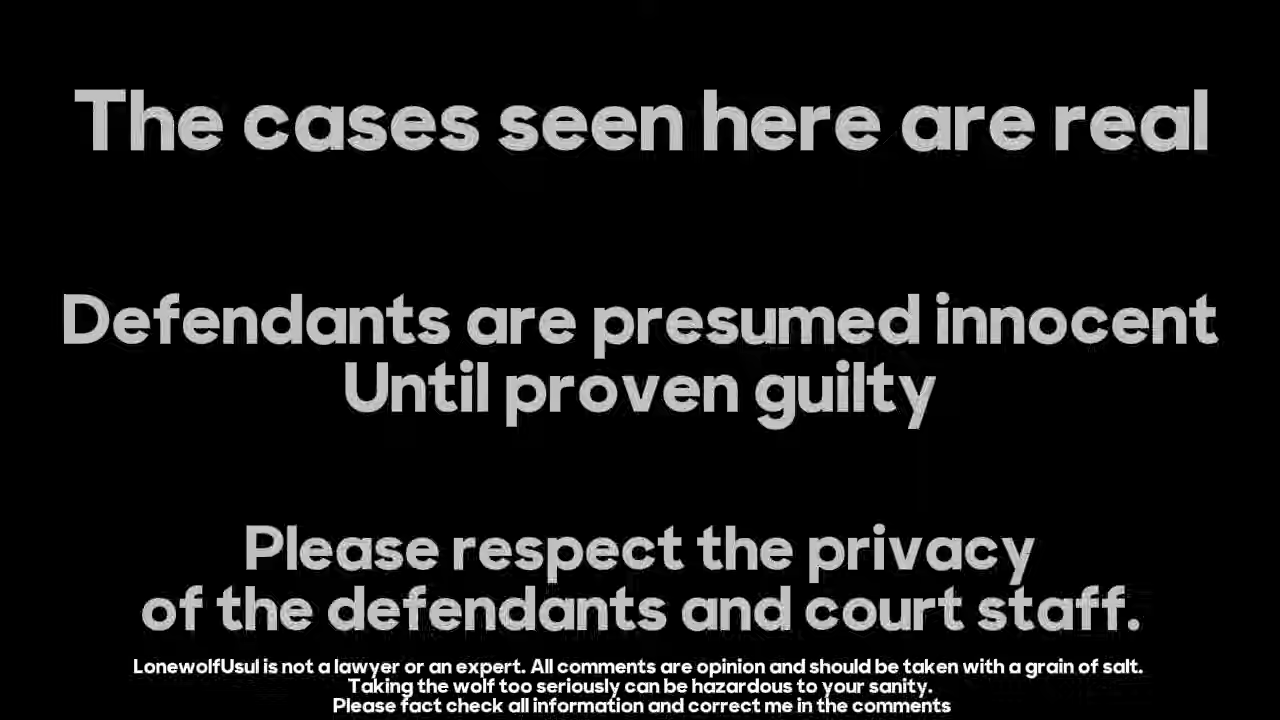 The cases seen here are real
Defendants are presumed innocent
Until proven guilty
Please respect the privacy
of the defendants and court staff.
LonewolfUsul is not a lawyer or an expert. All comments are opinion and should be taken with a grain of salt.
Taking the wolf too seriously can be hazardous to your sanity.
Please fact check all information and correct me in the comments